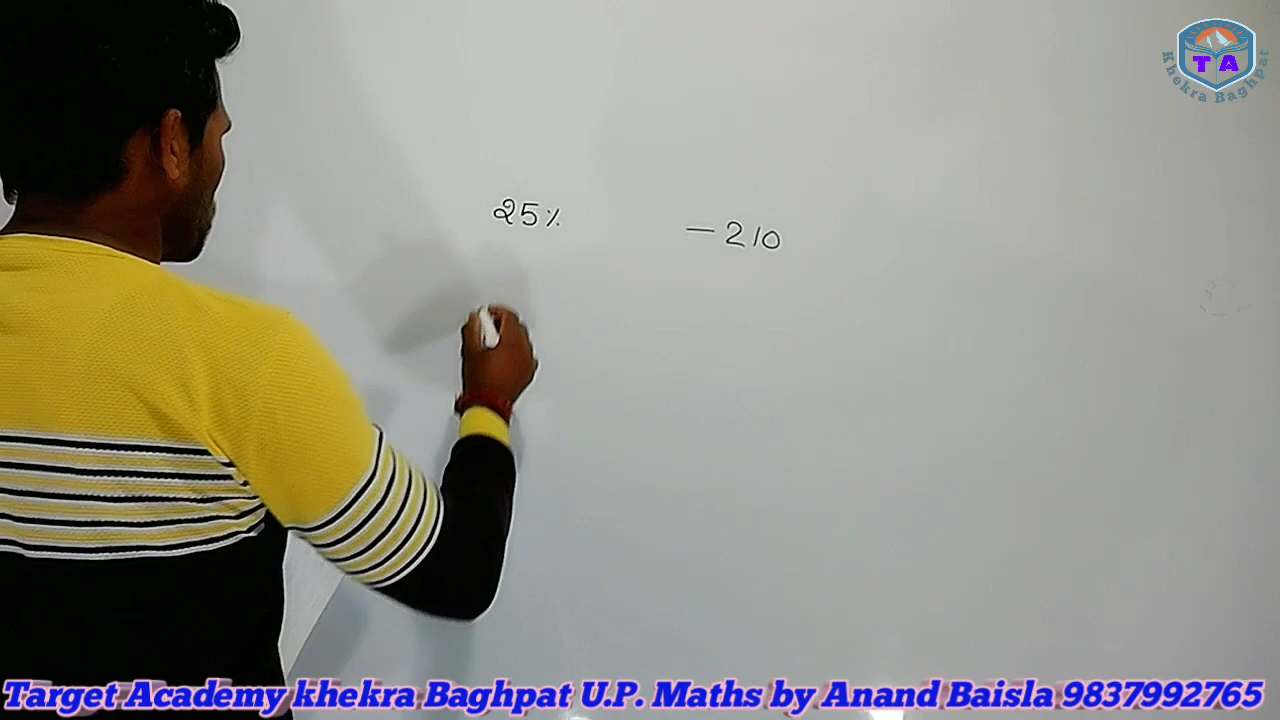 TA
Khekra Baghpat
25% - 210
Target Academy khekra Baghpat U.P. Maths by Anand Baisla 9837992765